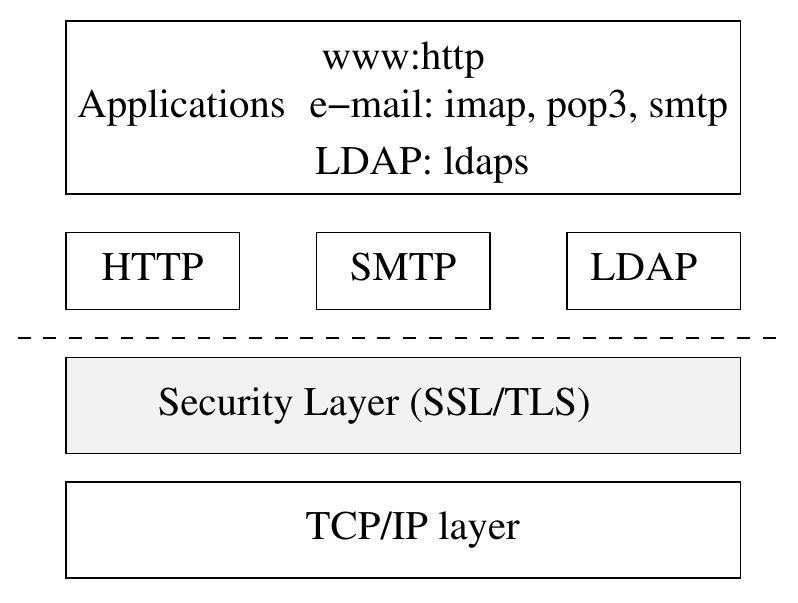 www:http
Applications e−mail: imap, pop3, smtp
LDAP: ldaps
HTTP SMTP LDAP
Security Layer (SSL/TLS)
TCP/IP layer